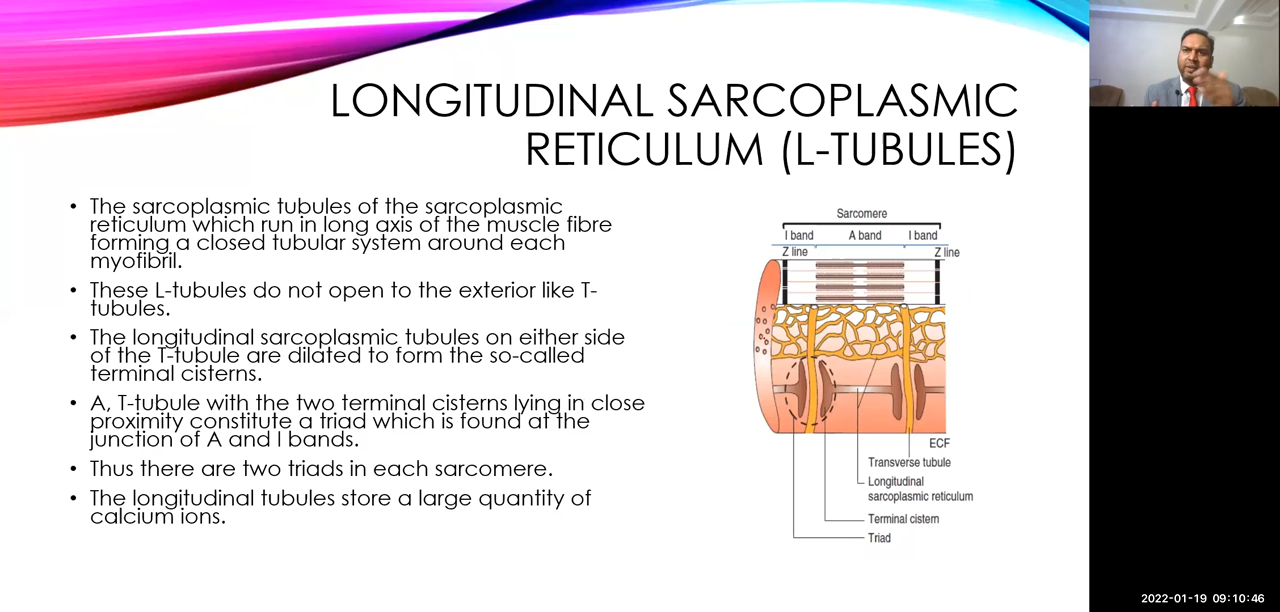 LONGITUDINAL SARCOPLASMIC
RETICULUM (L-TUBULES)
• The sarcoplasmic tubules of the sarcoplasmic
reticulum which run in long axis of the muscle fibre
forming a closed tubular system around each
myofibril.
• These L-tubules do not open to the exterior like T-
tubules.
• The longitudinal sarcoplasmic tubules on either side
of the T-tubule are dilated to form the so-called
terminal cisterns.
• A, T-tubule with the two terminal cisterns lying in close
proximity constitute a triad which is found at the
junction of A and I bands.
• Thus there are two triads in each sarcomere.
• The longitudinal tubules store a large quantity of
calcium ions.
Sarcomere
I band A band I band
Z line Z line
ECF
Transverse tubule
Longitudinal
sarcoplasmic reticulum
Terminal cistern
Triad
2022-01-19 09:10:46